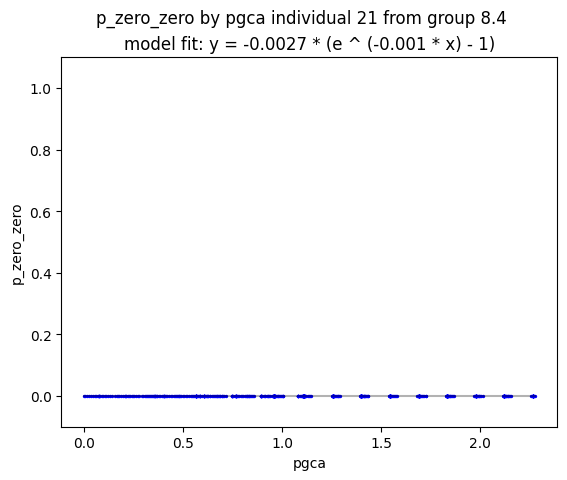 p_zero_zero by pgca individual 21 from group 8.4
model fit: y = -0.0027 * (e ^ (-0.001 * x) - 1)
1.0
0.8
0.6
0.4
0.2
0.0
p_zero_zero
0.0 0.5 1.0 1.5 2.0
pgca